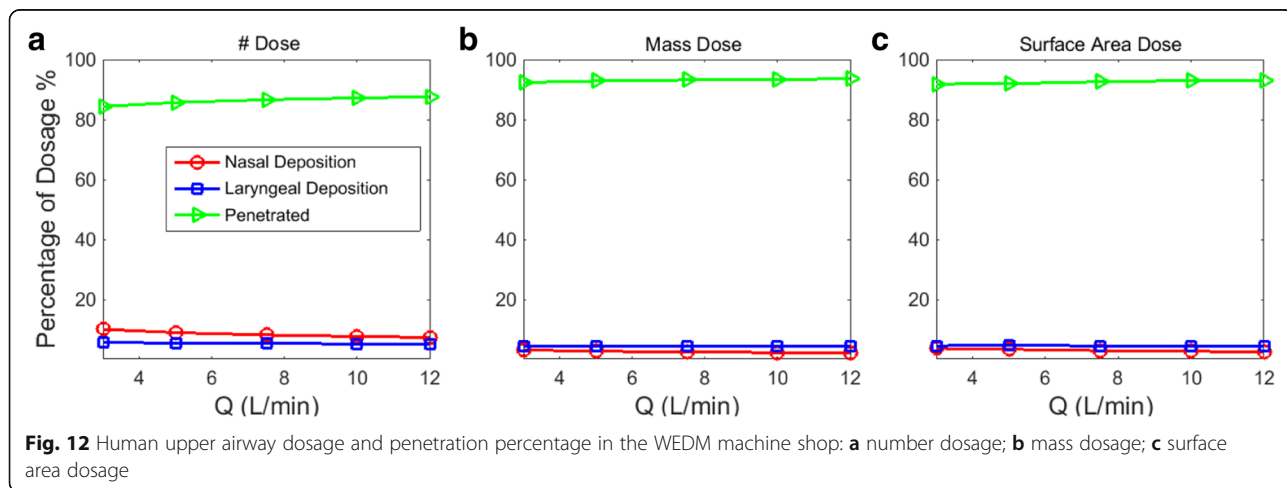 a
# Dose
100
80
60
40
20
4 6 8 10 12
Percentage of Dosage %
Q (L/min)
Nasal Deposition
Laryngeal Deposition
Penetrated
b
Mass Dose
100
80
60
40
20
4 6 8 10 12
Q (L/min)
c
Surface Area Dose
100
80
60
40
20
4 6 8 10 12
Q (L/min)
Fig. 12 Human upper airway dosage and penetration percentage in the WEDM machine shop: a number dosage; b mass dosage; c surface
area dosage